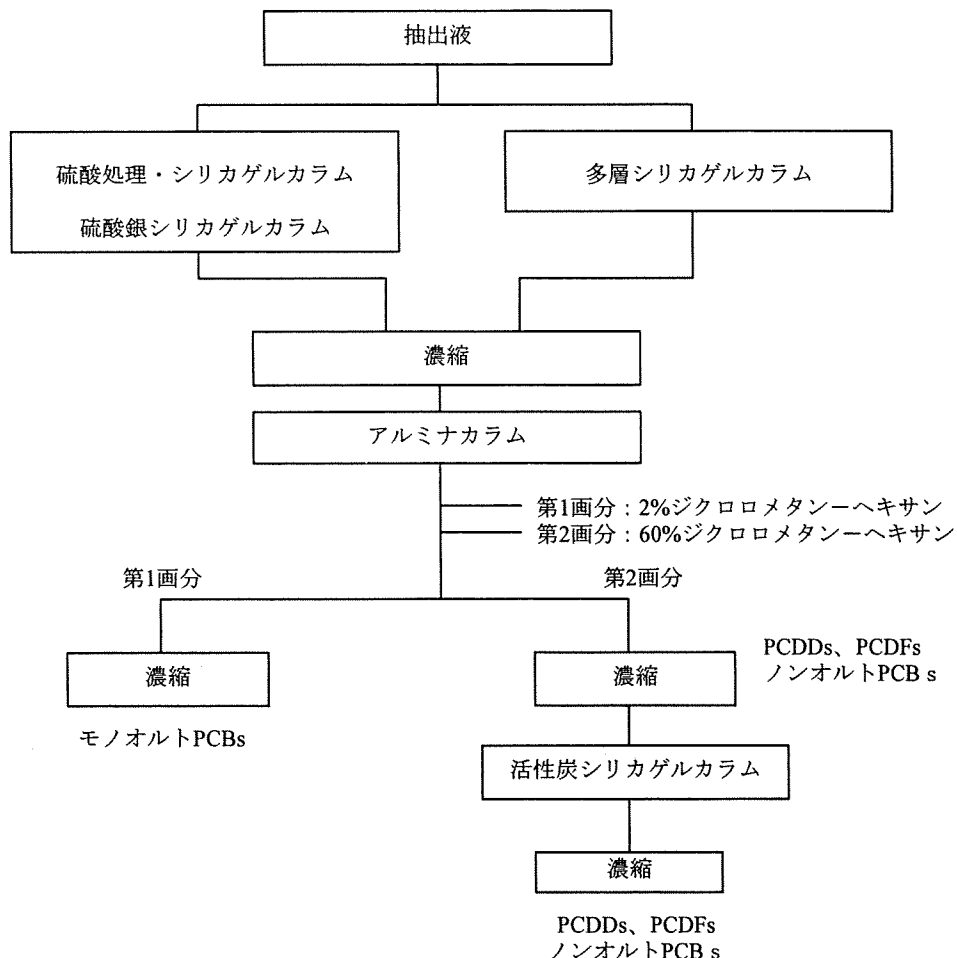 抽出液
硫酸処理・シリカゲルカラム
硫酸銀シリカゲルカラム
多層シリカゲルカラム
濃縮
アルミナカラム
第1画分：2%ジクロロメタンーヘキサン
第2画分：60%ジクロロメタンーヘキサン
第1画分
第2画分
濃縮
モノオルトPCBs
濃縮
PCDDs、PCDFs
ノンオルトPCB s
活性炭シリカゲルカラム
濃縮
PCDDs、PCDFs
ノンオルトPCB s